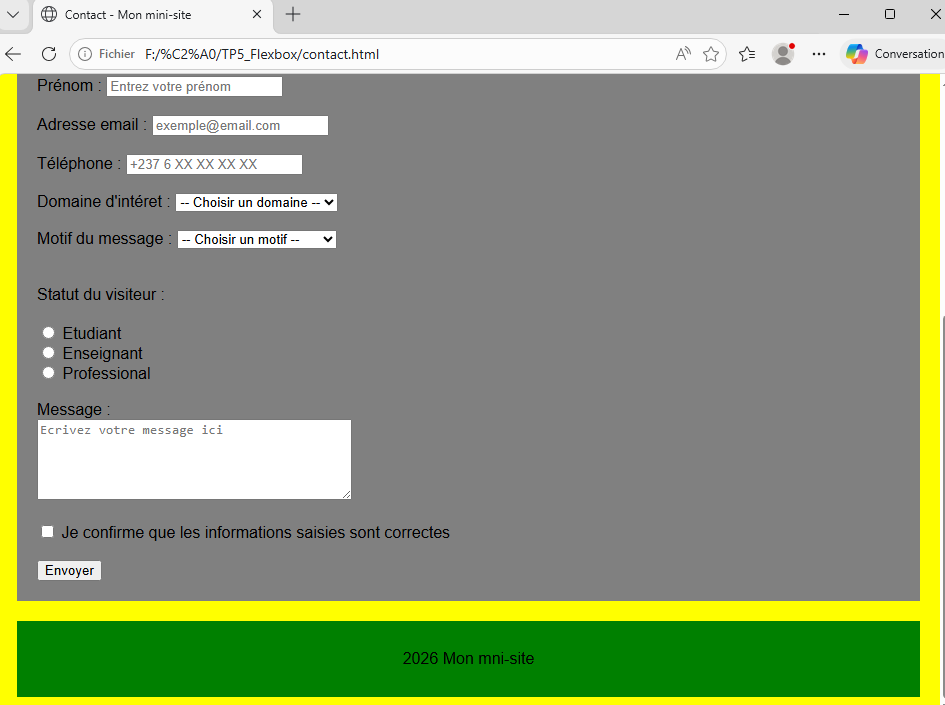 Contact - Mon mini-site
Fichier F:/%C2%A0/TP5_Flexbox/contact.html
Conversation
Prénom : Entrez votre prénom
Adresse email : exemple@email.com
Téléphone : +237 6 XX XX XX XX
Domaine d'intéret : -- Choisir un domaine --
Motif du message : -- Choisir un motif --
Statut du visiteur :
Etudiant
Enseignant
Professional
Message :
Ecrivez votre message ici
Je confirme que les informations saisies sont correctes
Envoyer
2026 Mon mni-site